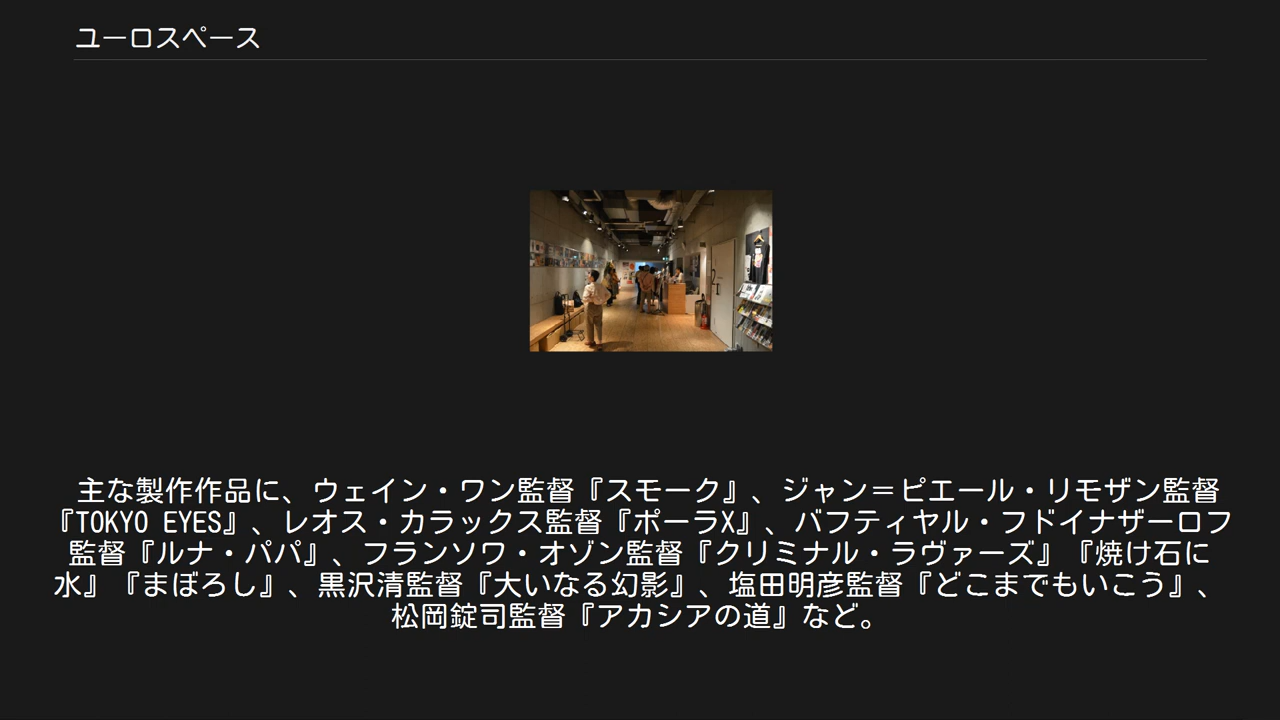 ユーロスペース
主な製作作品に、ウェイン・ワン監督『スモーク』、ジャン＝ピエール・リモザン監督
『TOKYO EYES』、レオス・カラックス監督『ポーラX』、バフティヤル・フドイナザーロフ
監督『ルナ・パパ』、フランソワ・オゾン監督『クリミナル・ラヴァーズ』『焼け石に
水』『まぼろし』、黒沢清監督『大いなる幻影』、塩田明彦監督『どこまでもいこう』、
松岡錠司監督『アカシアの道』など。